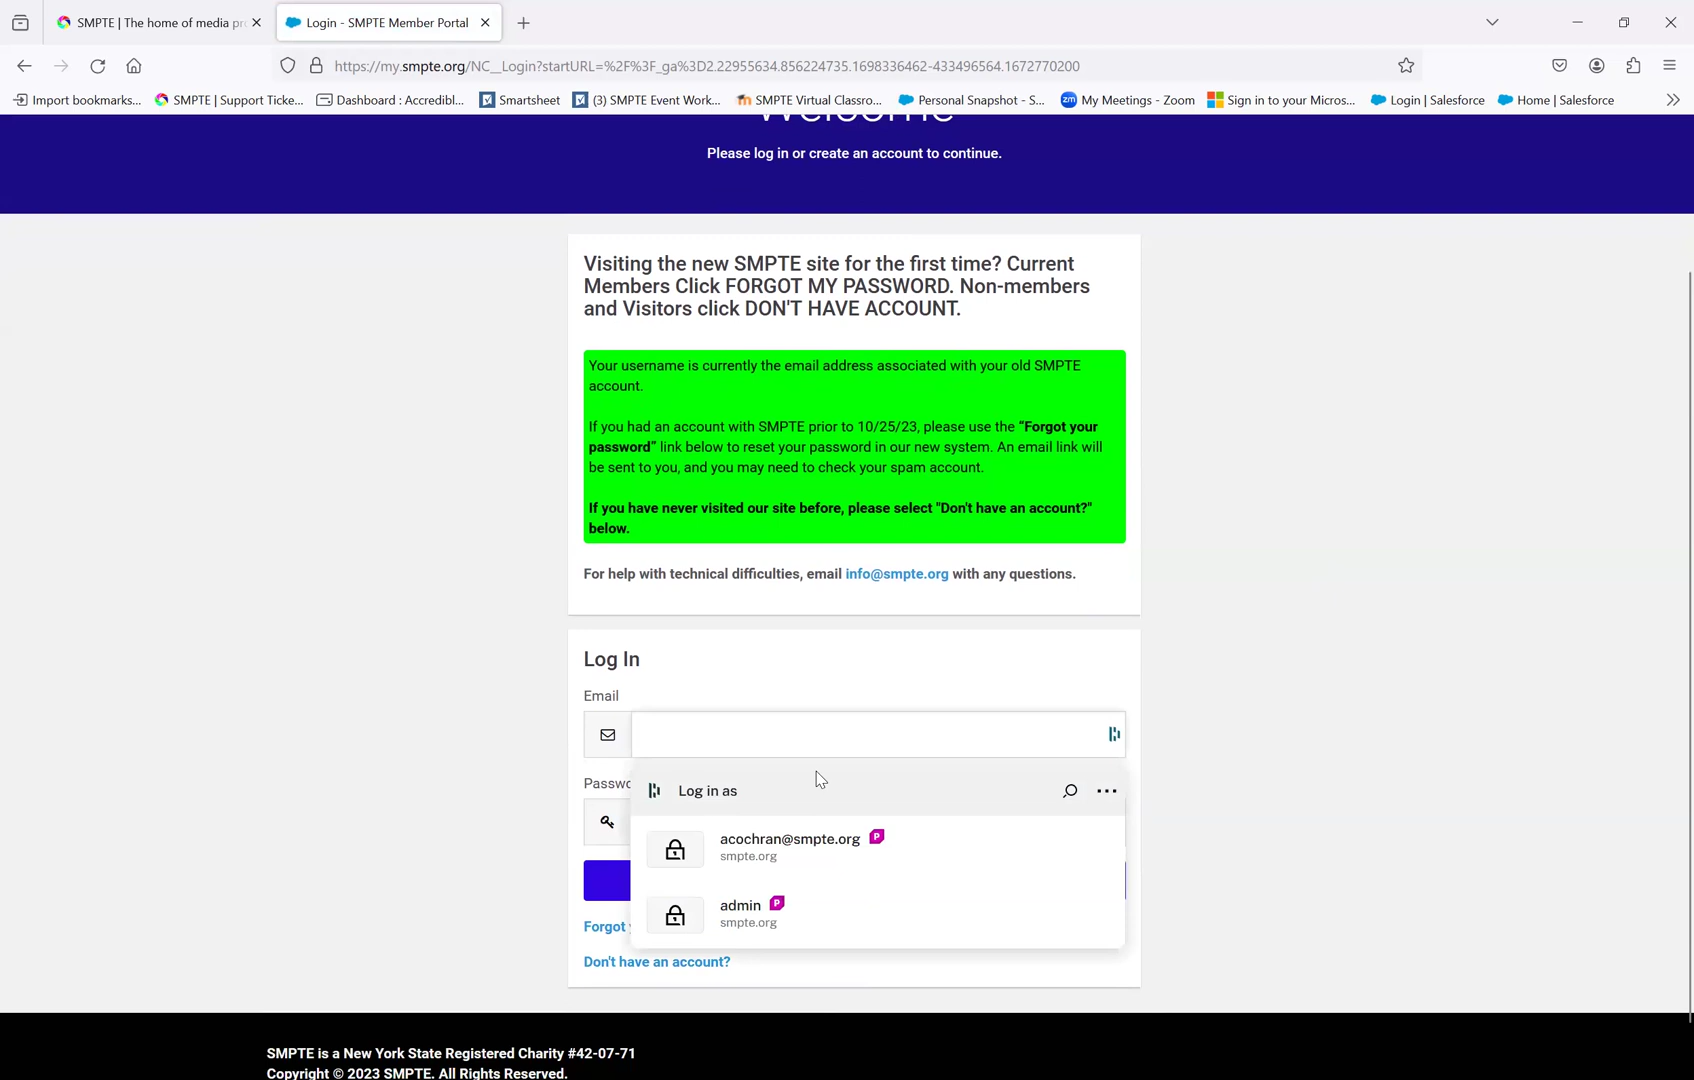 SMPTE | The home of media pr
Login - SMPTE Member Portal
https://my.smpte.org/NC__Login?startURL=%2F%3F_ga%3D2.22955634.856224735.1698336462-433496564.1672770200
Import bookmarks...
SMPTE | Support Ticke...
Dashboard : Accredibl...
Smartsheet
(3) SMPTE Event Work...
SMPTE Virtual Classro...
Personal Snapshot - S...
zm My Meetings - Zoom
Sign in to your Micros...
Login | Salesforce
Home | Salesforce
Welcome
Please log in or create an account to continue.
Visiting the new SMPTE site for the first time? Current
Members Click FORGOT MY PASSWORD. Non-members
and Visitors click DON'T HAVE ACCOUNT.
Your username is currently the email address associated with your old SMPTE
account.
If you had an account with SMPTE prior to 10/25/23, please use the “Forgot your
password” link below to reset your password in our new system. An email link will
be sent to you, and you may need to check your spam account.
If you have never visited our site before, please select "Don't have an account?"
below.
For help with technical difficulties, email info@smpte.org with any questions.
Log In
Email
Passwo
Log in as
acochran@smpte.org P
smpte.org
admin P
smpte.org
Forgot
Don't have an account?
SMPTE is a New York State Registered Charity #42-07-71
Copyright © 2023 SMPTE. All Rights Reserved.